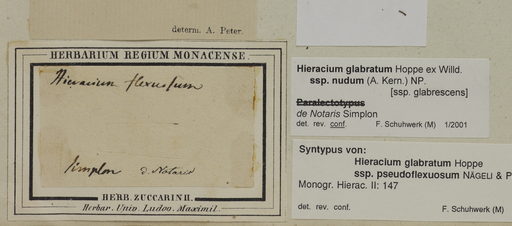 determ. A. Peter.
HERBARIUM REGIUM MONACENSE.
Hieracium flexuosum
Simplon d. Notaris
HERB. ZUCCARINII.
Herbar. Univ. Ludov. Maximil.
Hieracium glabratum Hoppe ex Willd.
ssp. nudum (A. Kern.) NP.
[ssp. glabrescens]
Paralectotypus
de Notaris Simplon
det. rev. conf. F. Schuhwerk (M) 1/2001
Syntypus von:
Hieracium glabratum Hoppe
ssp. pseudoflexuosum NÄGELI & P
Monogr. Hierac. II: 147
det. rev. conf. F. Schuhwerk (M)